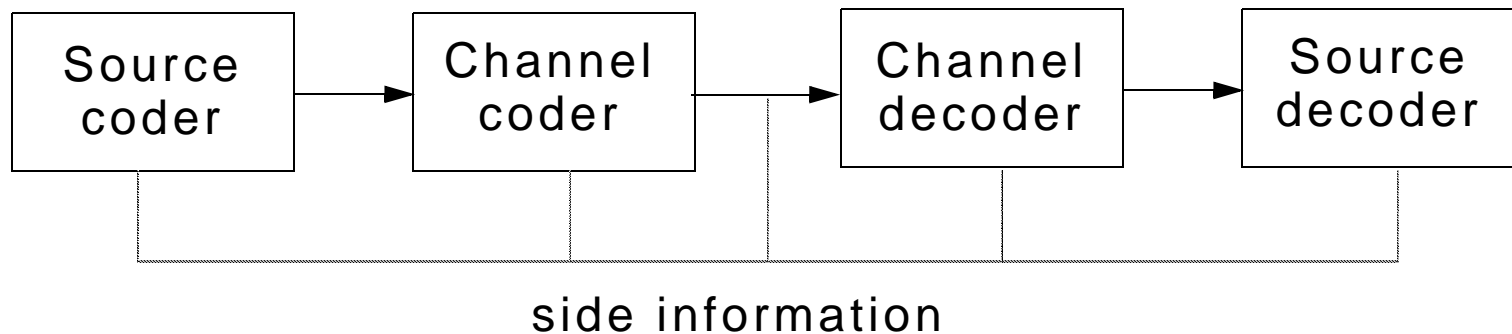 Source
coder
Channel
coder
Channel
decoder
Source
decoder
side information